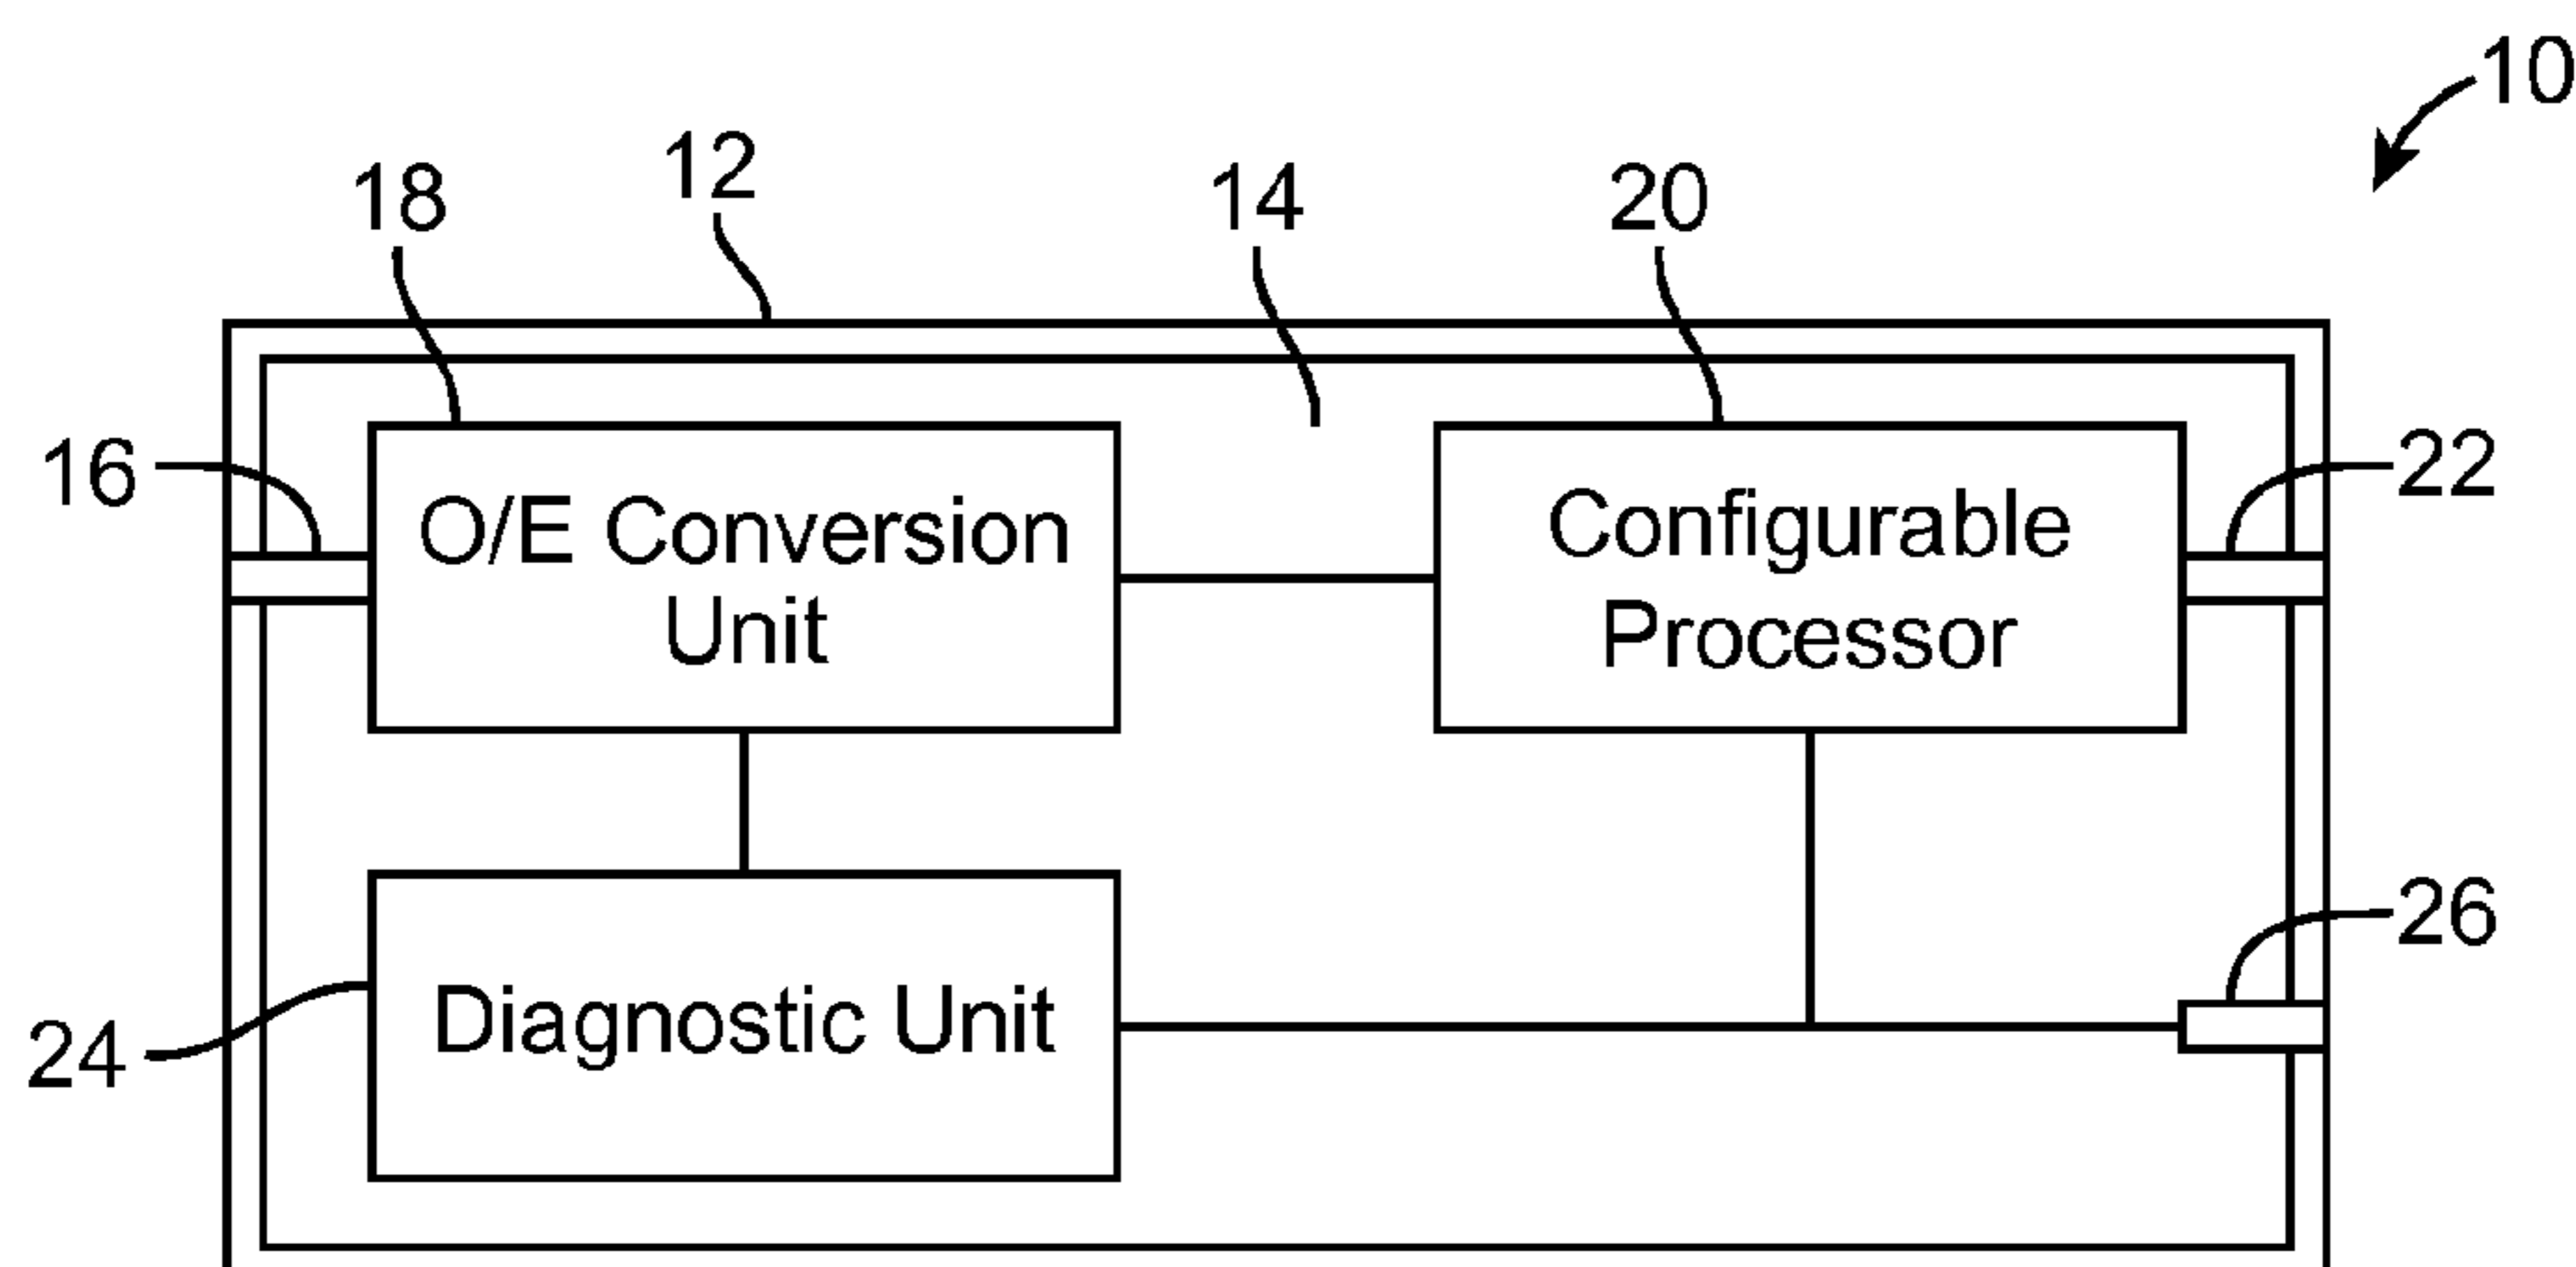 10
12
18
14
20
16
22
O/E Conversion
Unit
Configurable
Processor
26
24
Diagnostic Unit